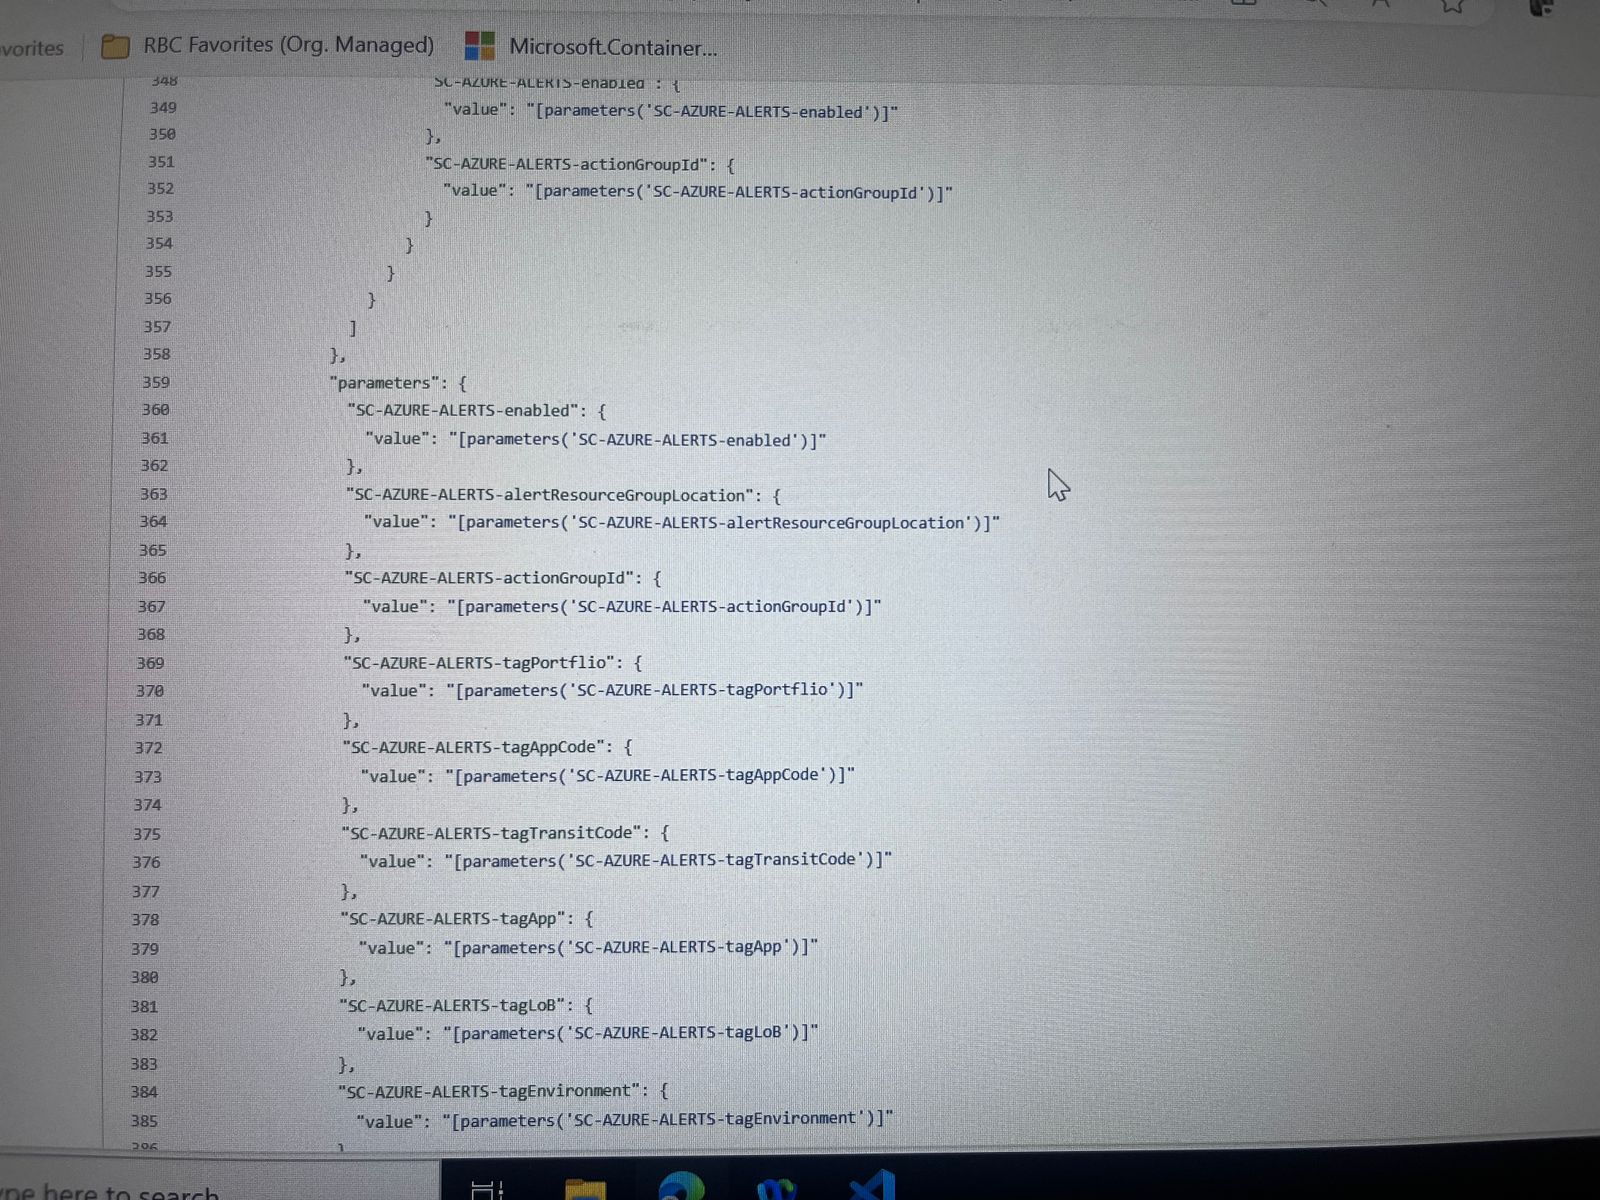 vorites
RBC Favorites (Org. Managed)
Microsoft.Container...
348 SC-AZURE-ALERTS-enabled : {
349 "value": "[parameters('SC-AZURE-ALERTS-enabled')]"
350 },
351 "SC-AZURE-ALERTS-actionGroupId": {
352 "value": "[parameters('SC-AZURE-ALERTS-actionGroupId')]"
353 }
354 }
355 }
356 }
357 ]
358 },
359 "parameters": {
360 "SC-AZURE-ALERTS-enabled": {
361 "value": "[parameters('SC-AZURE-ALERTS-enabled')]"
362 },
363 "SC-AZURE-ALERTS-alertResourceGroupLocation": {
364 "value": "[parameters('SC-AZURE-ALERTS-alertResourceGroupLocation')]"
365 },
366 "SC-AZURE-ALERTS-actionGroupId": {
367 "value": "[parameters('SC-AZURE-ALERTS-actionGroupId')]"
368 },
369 "SC-AZURE-ALERTS-tagPortflio": {
370 "value": "[parameters('SC-AZURE-ALERTS-tagPortflio')]"
371 },
372 "SC-AZURE-ALERTS-tagAppCode": {
373 "value": "[parameters('SC-AZURE-ALERTS-tagAppCode')]"
374 },
375 "SC-AZURE-ALERTS-tagTransitCode": {
376 "value": "[parameters('SC-AZURE-ALERTS-tagTransitCode')]"
377 },
378 "SC-AZURE-ALERTS-tagApp": {
379 "value": "[parameters('SC-AZURE-ALERTS-tagApp')]"
380 },
381 "SC-AZURE-ALERTS-tagLoB": {
382 "value": "[parameters('SC-AZURE-ALERTS-tagLoB')]"
383 },
384 "SC-AZURE-ALERTS-tagEnvironment": {
385 "value": "[parameters('SC-AZURE-ALERTS-tagEnvironment')]"
386 }
ype here to search